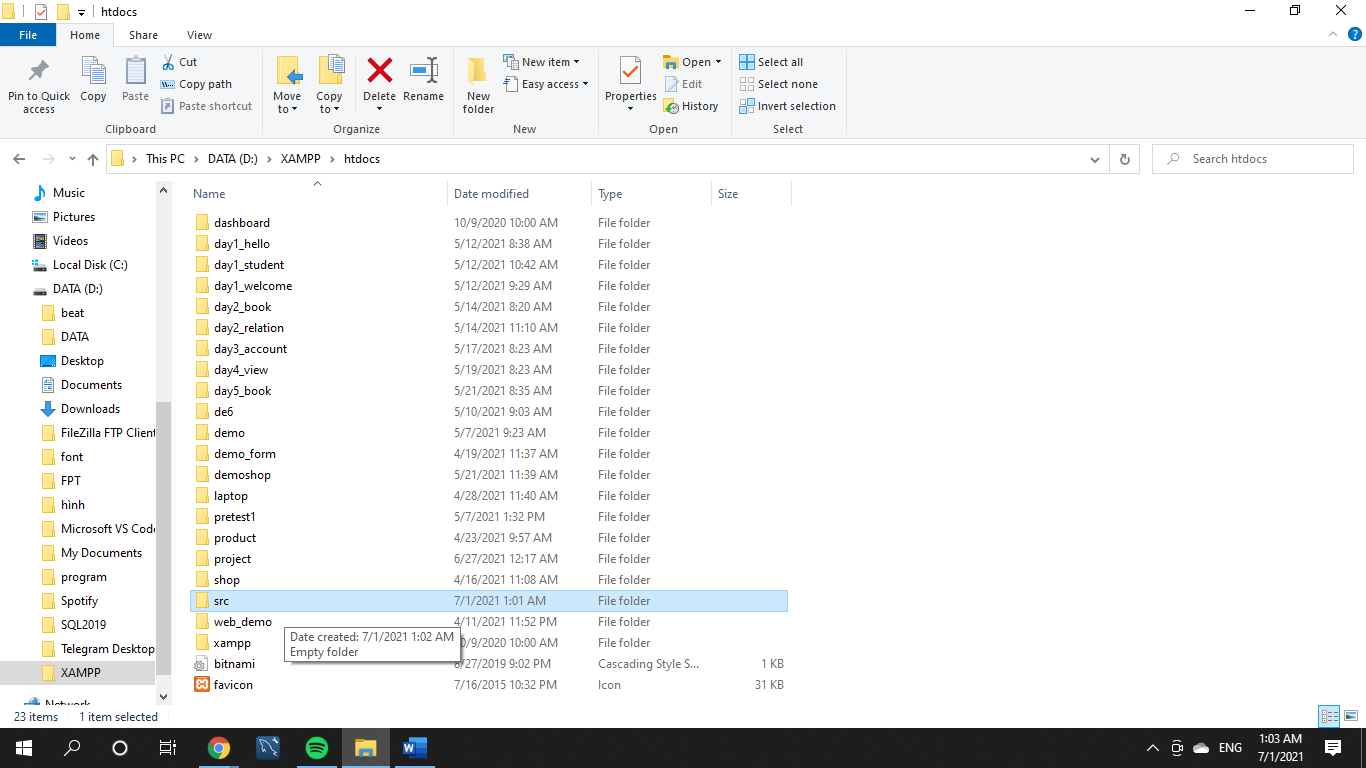 htdocs
File Home Share View
Pin to Quick access
Copy
Paste
Cut
Copy path
Paste shortcut
Clipboard
Move to
Copy to
Delete
Rename
Organize
New folder
New item
Easy access
New
Properties
Open
Edit
History
Open
Select all
Select none
Invert selection
Select
This PC > DATA (D:) > XAMPP > htdocs
Search htdocs
Music
Pictures
Videos
Local Disk (C:)
DATA (D:)
beat
DATA
Desktop
Documents
Downloads
FileZilla FTP Client
font
FPT
hình
Microsoft VS Code
My Documents
program
Spotify
SQL2019
Telegram Desktop
XAMPP
Network
Name Date modified Type Size
dashboard 10/9/2020 10:00 AM File folder
day1_hello 5/12/2021 8:38 AM File folder
day1_student 5/12/2021 10:42 AM File folder
day1_welcome 5/12/2021 9:29 AM File folder
day2_book 5/14/2021 8:20 AM File folder
day2_relation 5/14/2021 11:10 AM File folder
day3_account 5/17/2021 8:23 AM File folder
day4_view 5/19/2021 8:23 AM File folder
day5_book 5/21/2021 8:35 AM File folder
de6 5/10/2021 9:03 AM File folder
demo 5/7/2021 9:23 AM File folder
demo_form 4/19/2021 11:37 AM File folder
demoshop 5/21/2021 11:39 AM File folder
laptop 4/28/2021 11:40 AM File folder
pretest1 5/7/2021 1:32 PM File folder
product 4/23/2021 9:57 AM File folder
project 6/27/2021 12:17 AM File folder
shop 4/16/2021 11:08 AM File folder
src 7/1/2021 1:01 AM File folder
web_demo 4/11/2021 11:52 PM File folder
Date created: 7/1/2021 1:02 AM
Empty folder
xampp 0/9/2020 10:00 AM File folder
bitnami 8/27/2019 9:02 PM Cascading Style S... 1 KB
favicon 7/16/2015 10:32 PM Icon 31 KB
23 items 1 item selected
ENG
1:03 AM
7/1/2021